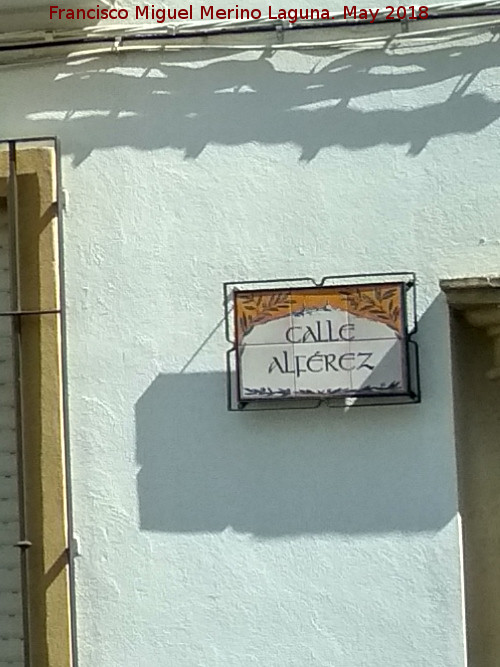 Francisco Miguel Merino Laguna. May 2018
CALLE
ALFÉREZ